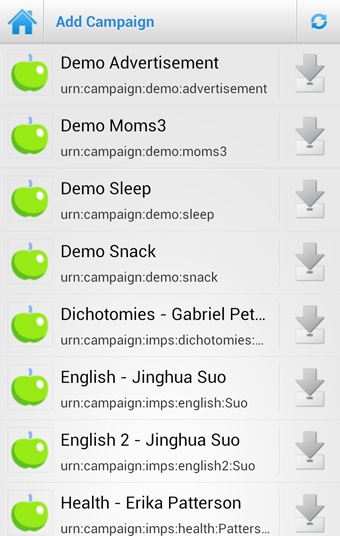 Add Campaign
Demo Advertisement
urn:campaign:demo:advertisement
Demo Moms3
urn:campaign:demo:moms3
Demo Sleep
urn:campaign:demo:sleep
Demo Snack
urn:campaign:demo:snack
Dichotomies - Gabriel Pet...
urn:campaign:imps:dichotomies:...
English - Jinghua Suo
urn:campaign:imps:english:Suo
English 2 - Jinghua Suo
urn:campaign:imps:english2:Suo
Health - Erika Patterson
urn:campaign:imps:health:Patters...